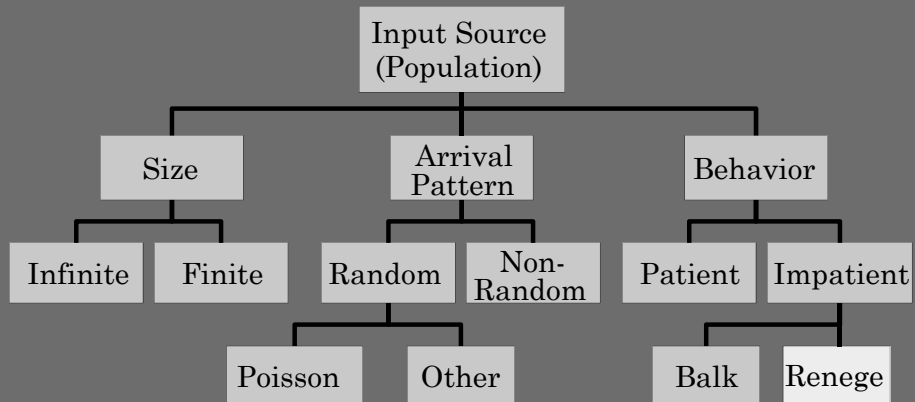 Input Source
(Population)
Size
Arrival
Pattern
Behavior
Infinite
Finite
Random
Non-
Random
Patient
Impatient
Poisson
Other
Balk
Renege